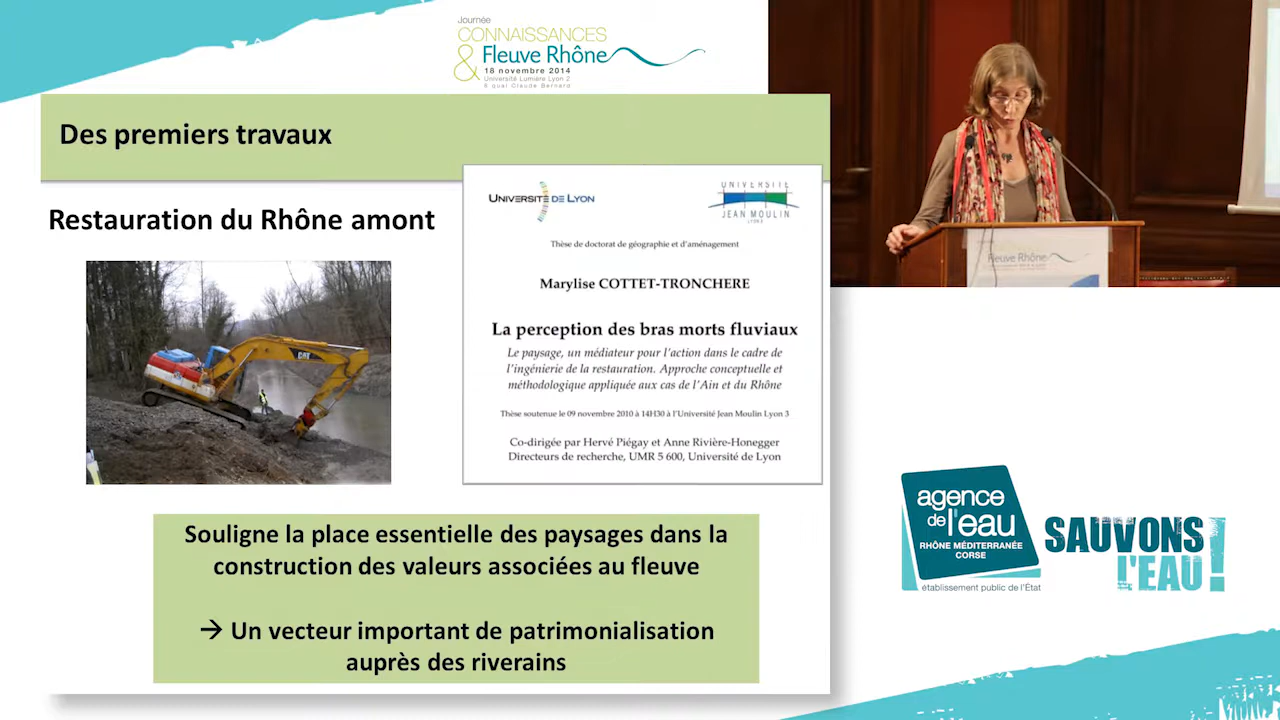 Journée
CONNAISSANCES
& Fleuve Rhône
18 novembre 2014
Université Lumière Lyon 2
6 quai Claude Bernard
Des premiers travaux
Restauration du Rhône amont
CAT
UNIVERSITÉ DE LYON
UNIVERSITE
JEAN MOULIN
LYON 3
Thèse de doctorat de géographie et d'aménagement
Marylise COTTET-TRONCHERE
La perception des bras morts fluviaux
Le paysage, un médiateur pour l'action dans le cadre de
l'ingénierie de la restauration. Approche conceptuelle et
méthodologique appliquée aux cas de l'Ain et du Rhône
Thèse soutenue le 09 novembre 2010 à 14H30 à l'Université Jean Moulin Lyon 3
Co-dirigée par Hervé Piégay et Anne Rivière-Honegger
Directeurs de recherche, UMR 5 600, Université de Lyon
Souligne la place essentielle des paysages dans la
construction des valeurs associées au fleuve
→ Un vecteur important de patrimonialisation
auprès des riverains
CONNAISSANCES
Fleuve Rhône
agence
de l'eau
RHÔNE MÉDITERRANÉE
CORSE
établissement public de l'État
SAUVONS
L'EAU!